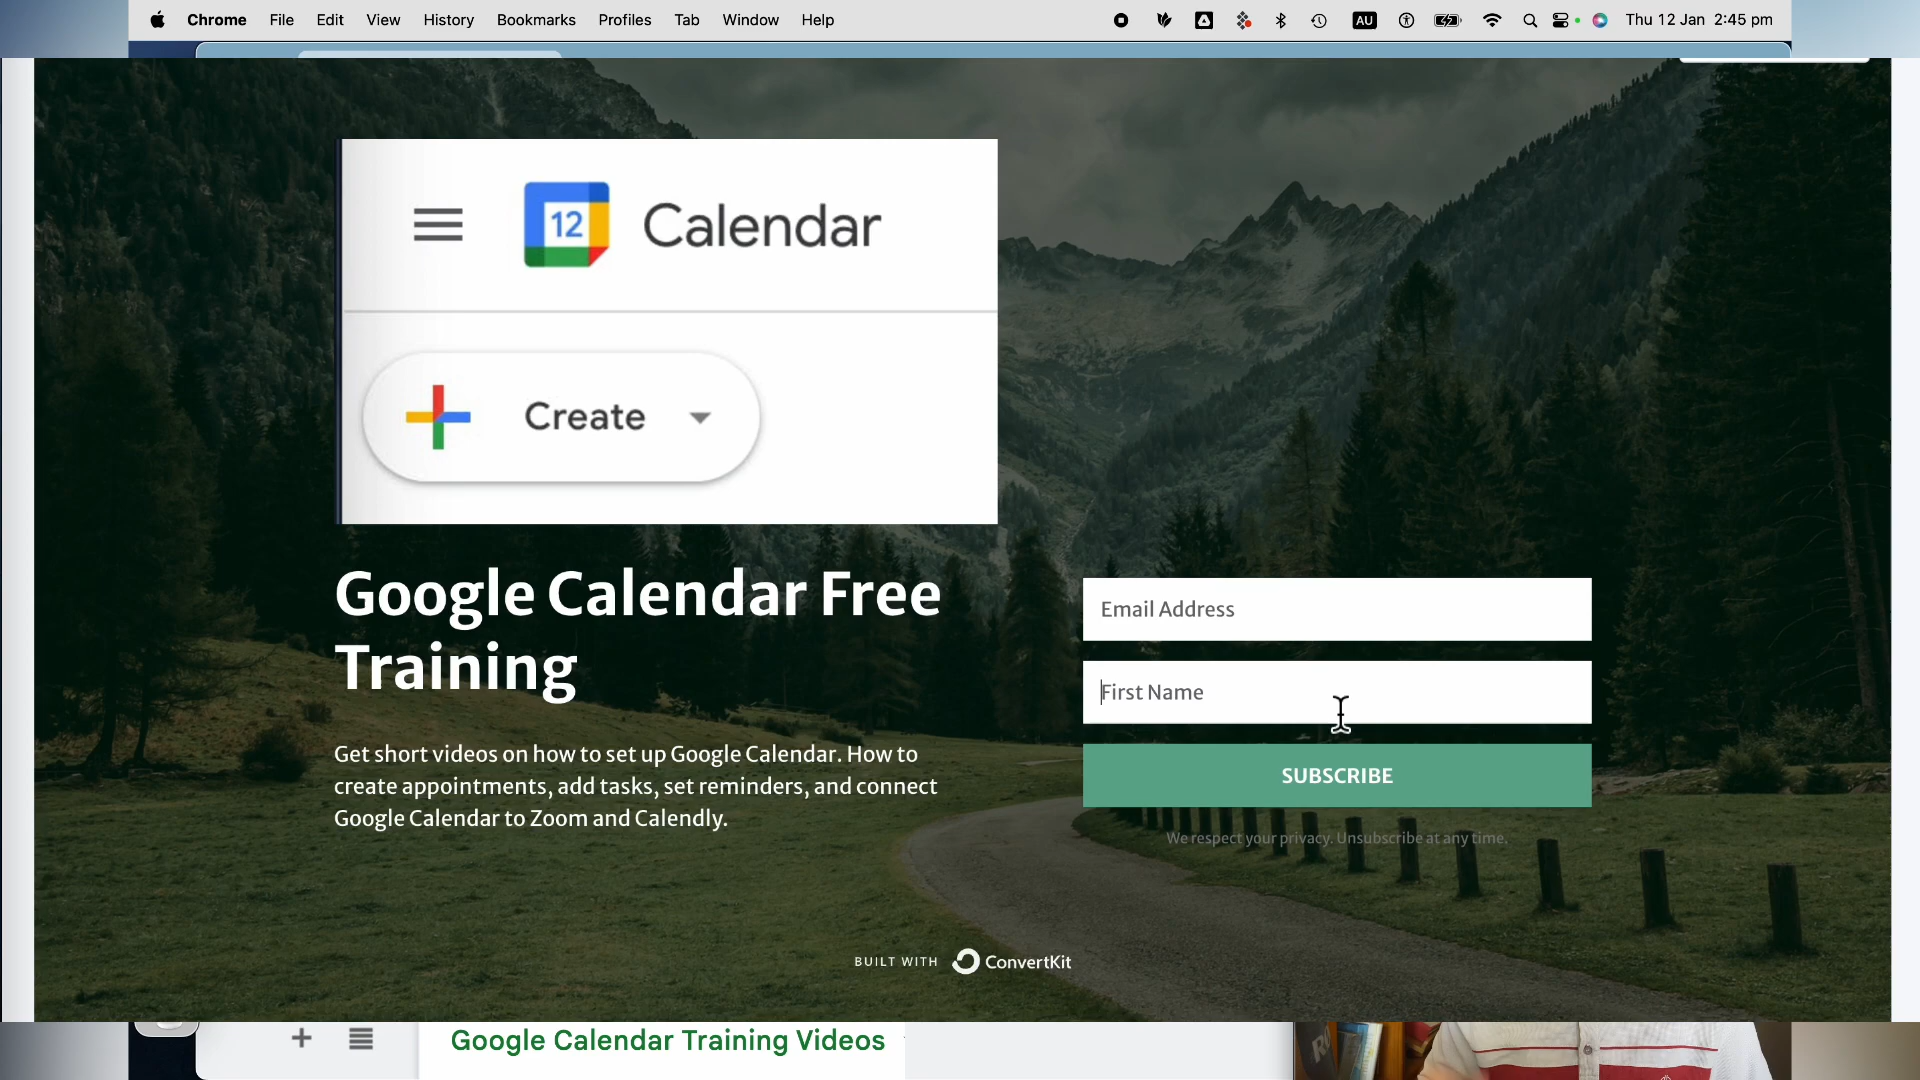 Chrome File Edit View History Bookmarks Profiles Tab Window Help AU Thu 12 Jan 2:45 pm
12 Calendar
Create
Google Calendar Free
Training
Get short videos on how to set up Google Calendar. How to
create appointments, add tasks, set reminders, and connect
Google Calendar to Zoom and Calendly.
Email Address
First Name
SUBSCRIBE
We respect your privacy. Unsubscribe at any time.
BUILT WITH ConvertKit
Google Calendar Training Videos